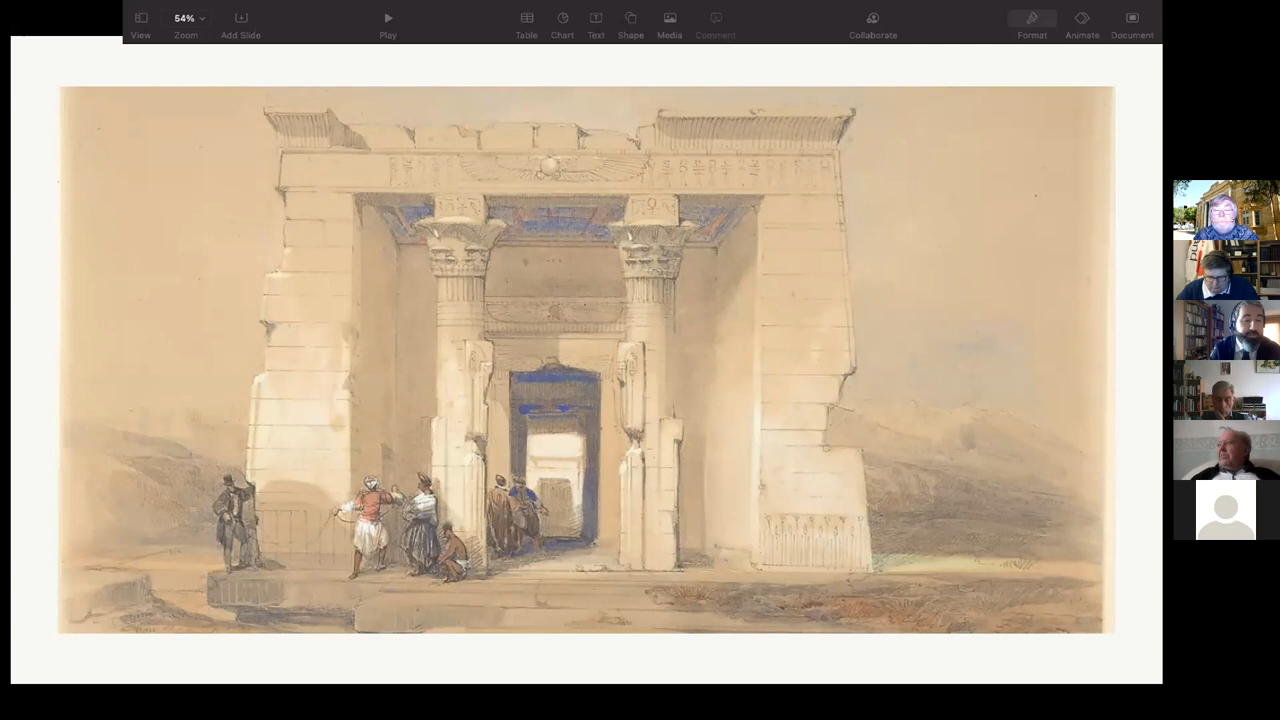 54%
View
Zoom
Add Slide
Play
Table
Chart
Text
Shape
Media
Comment
Collaborate
Format
Animate
Document